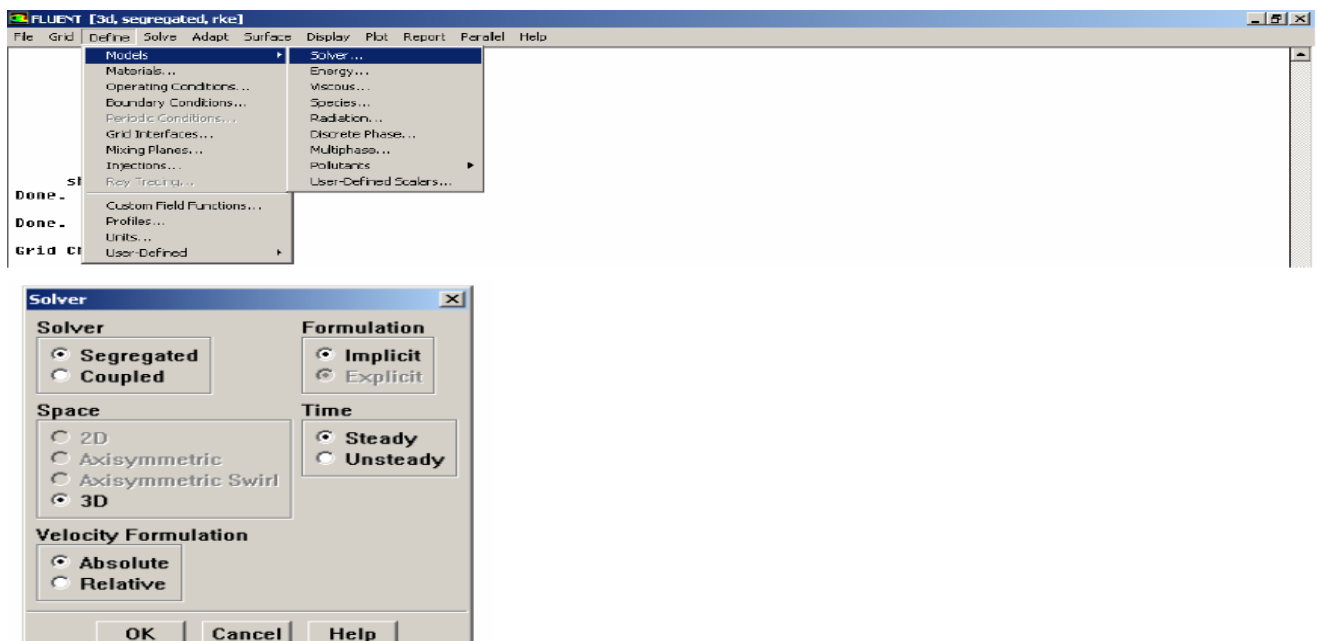 FLUENT [3d, segregated, rke]
File Grid Define Solve Adapt Surface Display Plot Report Parallel Help
Models
Materials...
Operating Conditions...
Boundary Conditions...
Periodic Conditions...
Grid Interfaces...
Mixing Planes...
Injections...
Ray Tracing...
Custom Field Functions...
Profiles...
Units...
User-Defined
Solver...
Energy...
Viscous...
Species...
Radiation...
Discrete Phase...
Multiphase...
Pollutants
User-Defined Scalars...
sh
Done.
Done.
Grid Ch
Solver
Solver
Segregated
Coupled
Formulation
Implicit
Explicit
Space
2D
Axisymmetric
Axisymmetric Swirl
3D
Time
Steady
Unsteady
Velocity Formulation
Absolute
Relative
OK Cancel Help